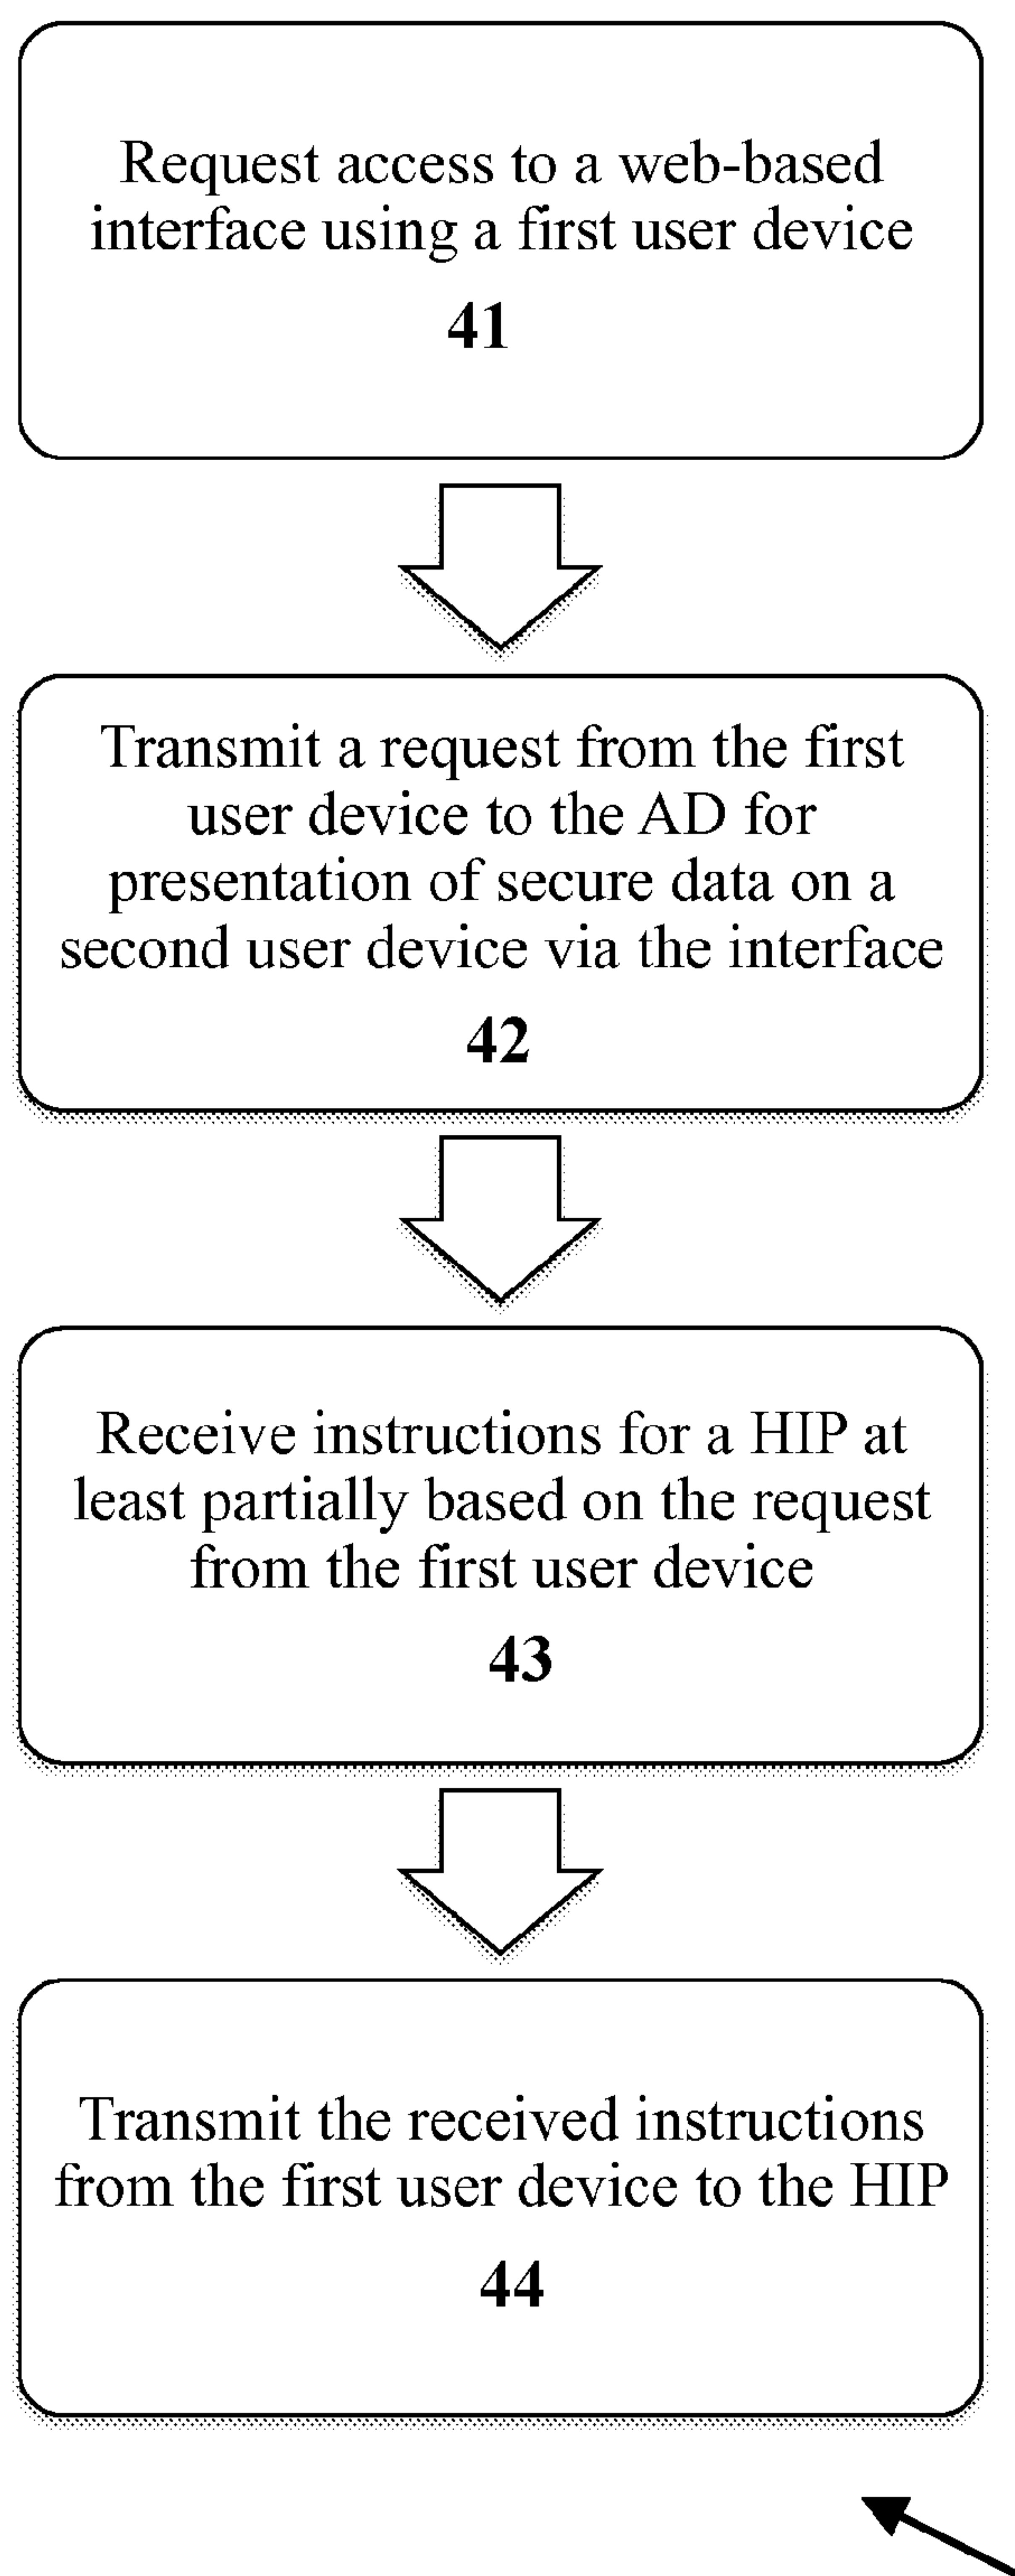 Request access to a web-based
interface using a first user device
41
Transmit a request from the first
user device to the AD for
presentation of secure data on a
second user device via the interface
42
Receive instructions for a HIP at
least partially based on the request
from the first user device
43
Transmit the received instructions
from the first user device to the HIP
44